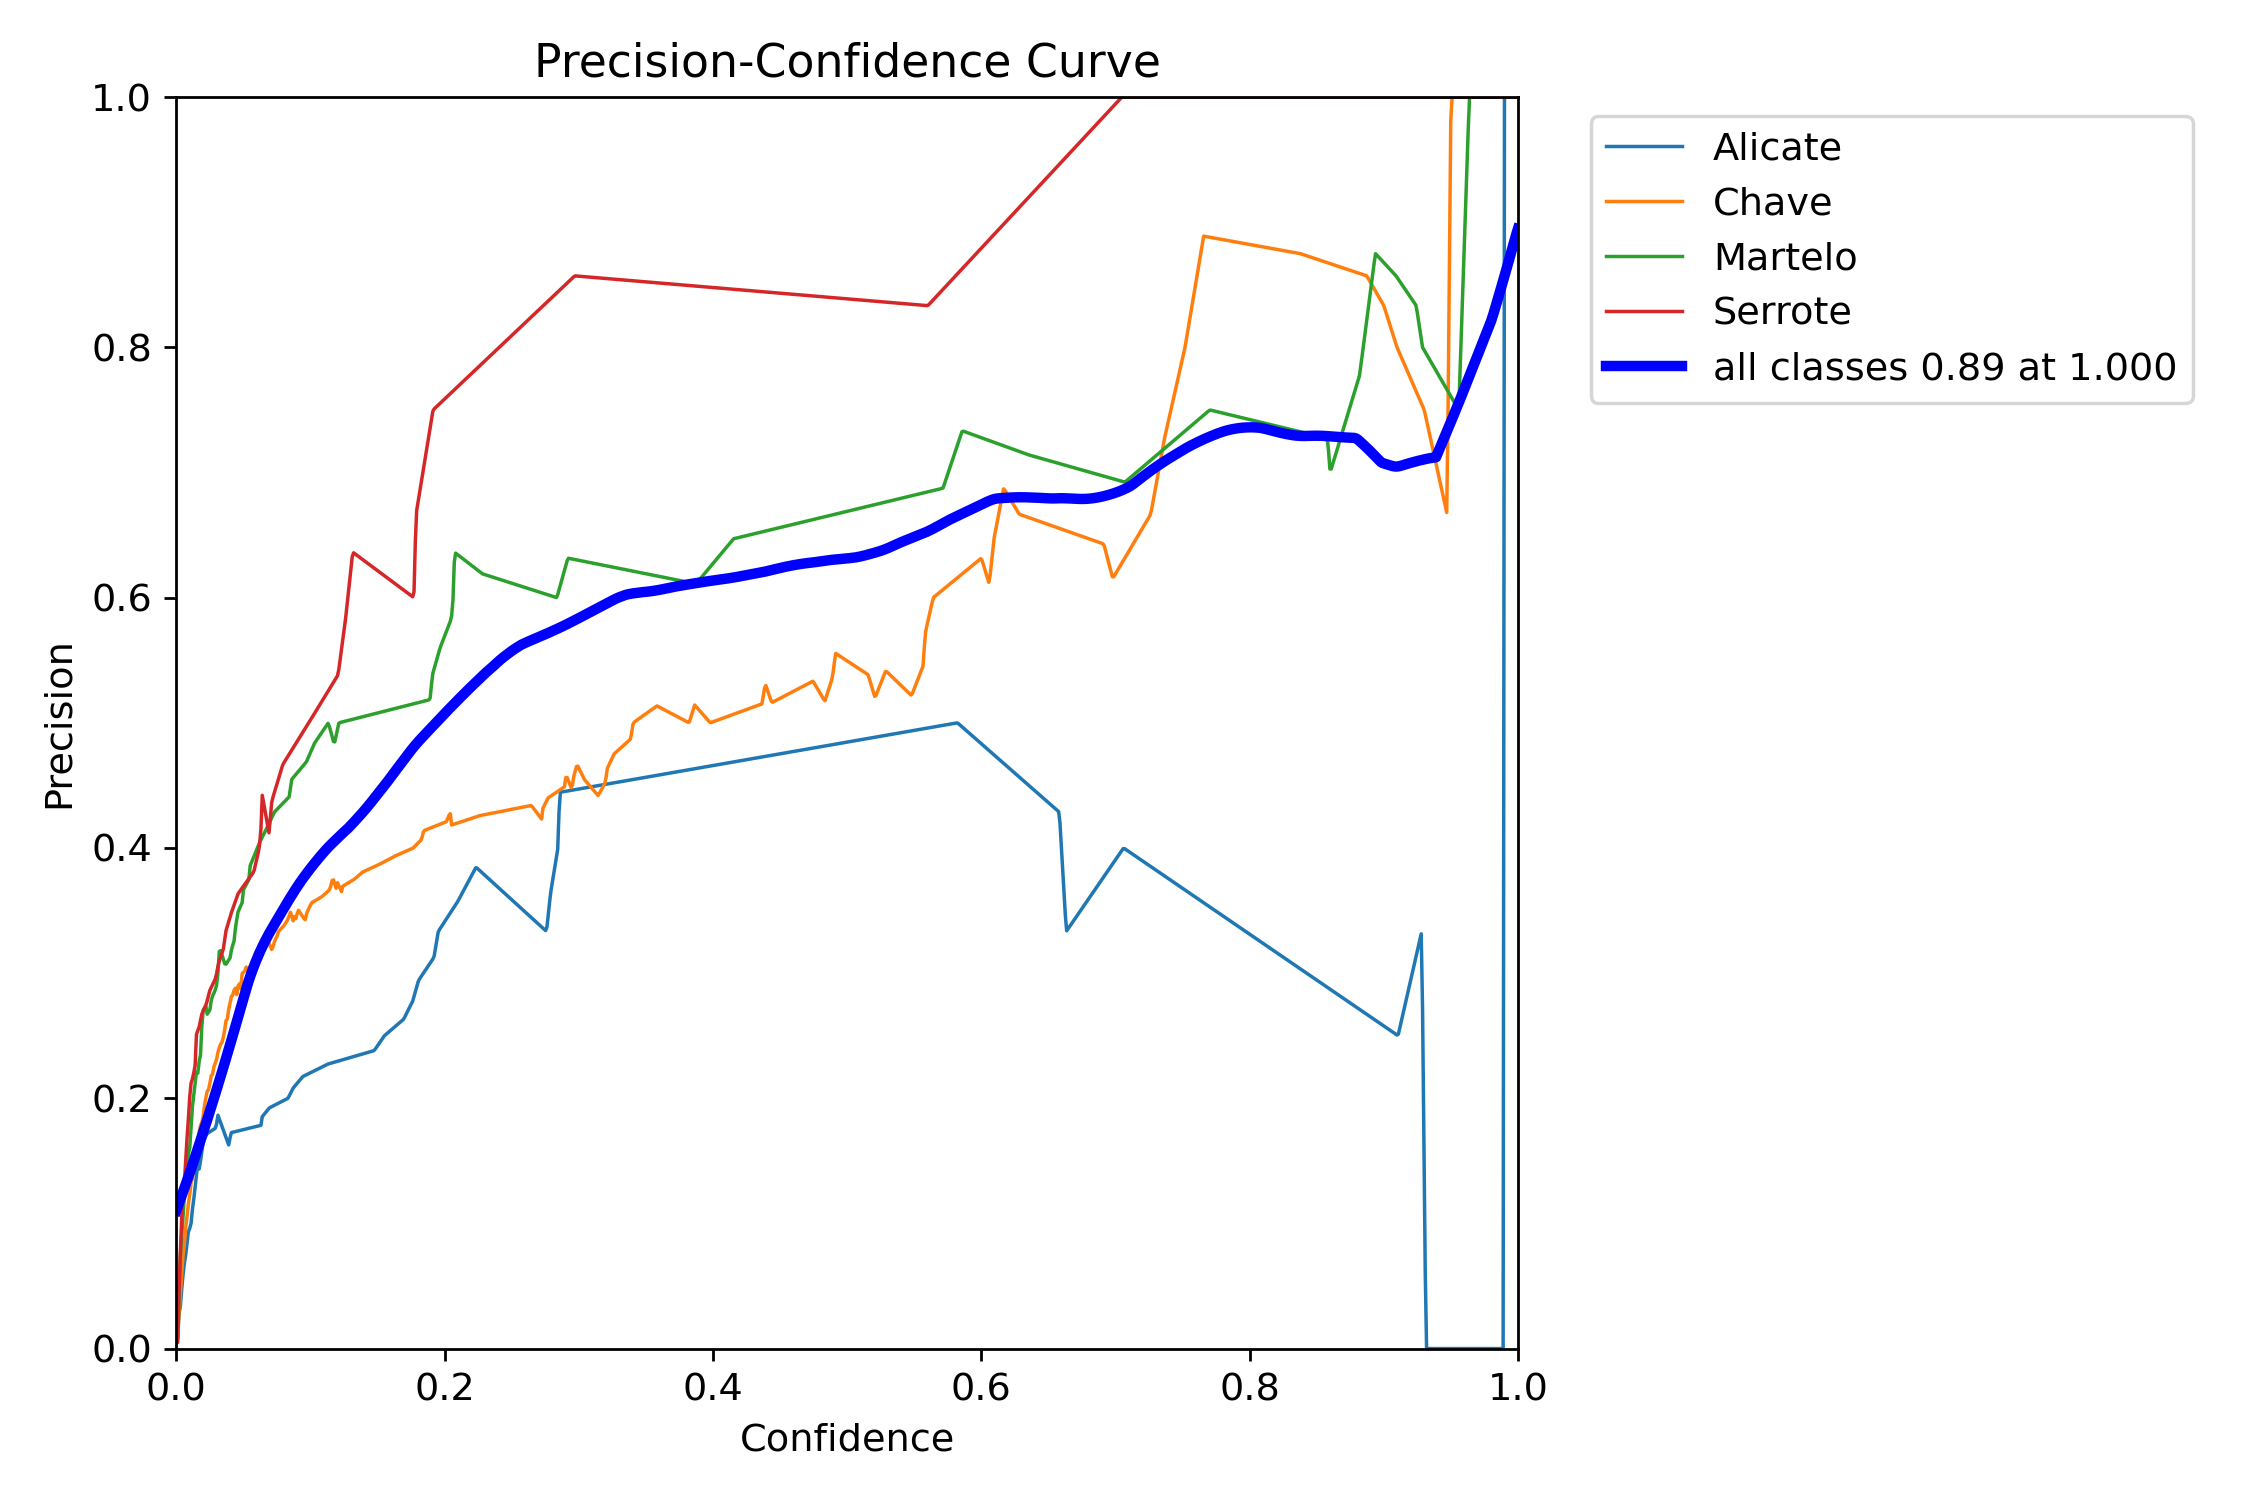 Precision-Confidence Curve
1.0
0.8
0.6
0.4
0.2
0.0
Precision
0.0 0.2 0.4 0.6 0.8 1.0
Confidence
Alicate
Chave
Martelo
Serrote
all classes 0.89 at 1.000